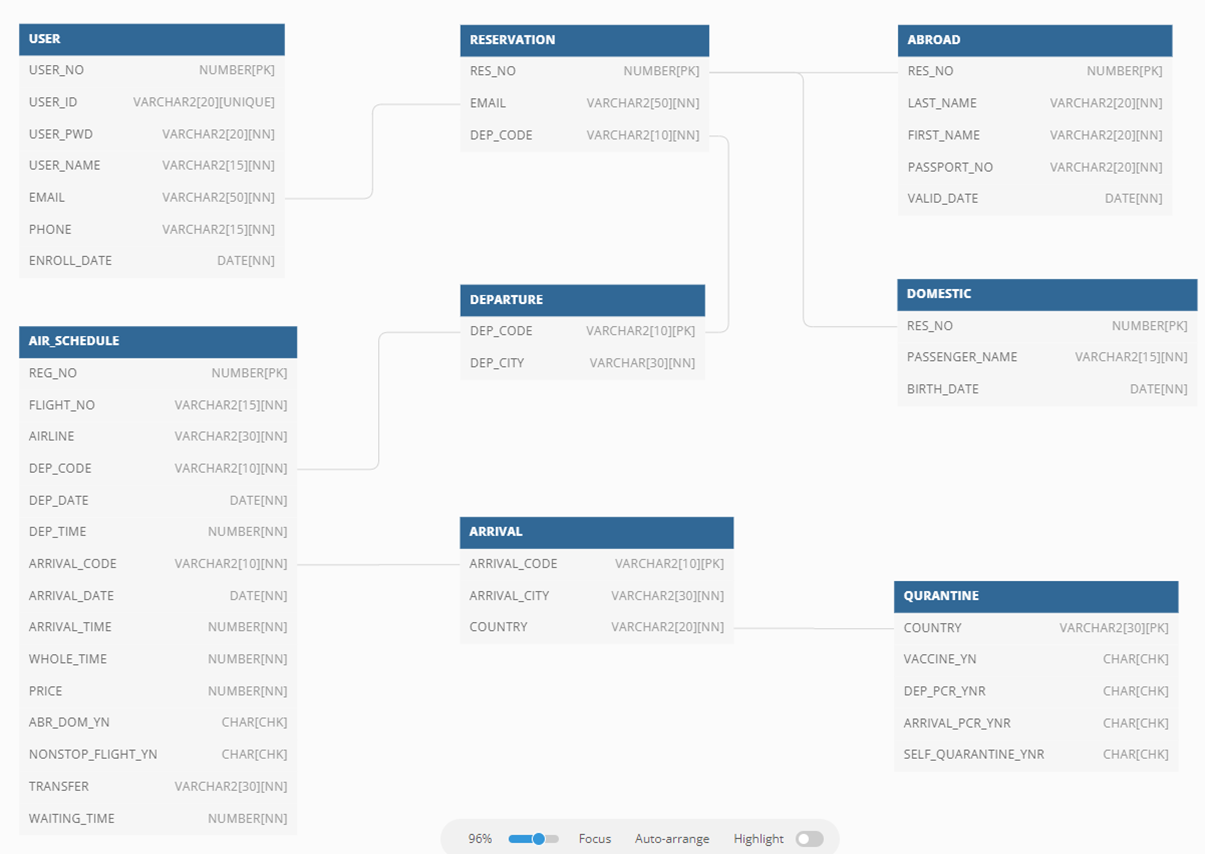 USER
USER_NO NUMBER[PK]
USER_ID VARCHAR2[20][UNIQUE]
USER_PWD VARCHAR2[20][NN]
USER_NAME VARCHAR2[15][NN]
EMAIL VARCHAR2[50][NN]
PHONE VARCHAR2[15][NN]
ENROLL_DATE DATE[NN]
AIR_SCHEDULE
REG_NO NUMBER[PK]
FLIGHT_NO VARCHAR2[15][NN]
AIRLINE VARCHAR2[30][NN]
DEP_CODE VARCHAR2[10][NN]
DEP_DATE DATE[NN]
DEP_TIME NUMBER[NN]
ARRIVAL_CODE VARCHAR2[10][NN]
ARRIVAL_DATE DATE[NN]
ARRIVAL_TIME NUMBER[NN]
WHOLE_TIME NUMBER[NN]
PRICE NUMBER[NN]
ABR_DOM_YN CHAR[CHK]
NONSTOP_FLIGHT_YN CHAR[CHK]
TRANSFER VARCHAR2[30][NN]
WAITING_TIME NUMBER[NN]
RESERVATION
RES_NO NUMBER[PK]
EMAIL VARCHAR2[50][NN]
DEP_CODE VARCHAR2[10][NN]
DEPARTURE
DEP_CODE VARCHAR2[10][PK]
DEP_CITY VARCHAR[30][NN]
ARRIVAL
ARRIVAL_CODE VARCHAR2[10][PK]
ARRIVAL_CITY VARCHAR2[30][NN]
COUNTRY VARCHAR2[20][NN]
ABROAD
RES_NO NUMBER[PK]
LAST_NAME VARCHAR2[20][NN]
FIRST_NAME VARCHAR2[20][NN]
PASSPORT_NO VARCHAR2[20][NN]
VALID_DATE DATE[NN]
DOMESTIC
RES_NO NUMBER[PK]
PASSENGER_NAME VARCHAR2[15][NN]
BIRTH_DATE DATE[NN]
QURANTINE
COUNTRY VARCHAR2[30][PK]
VACCINE_YN CHAR[CHK]
DEP_PCR_YNR CHAR[CHK]
ARRIVAL_PCR_YNR CHAR[CHK]
SELF_QUARANTINE_YNR CHAR[CHK]
96% Focus Auto-arrange Highlight